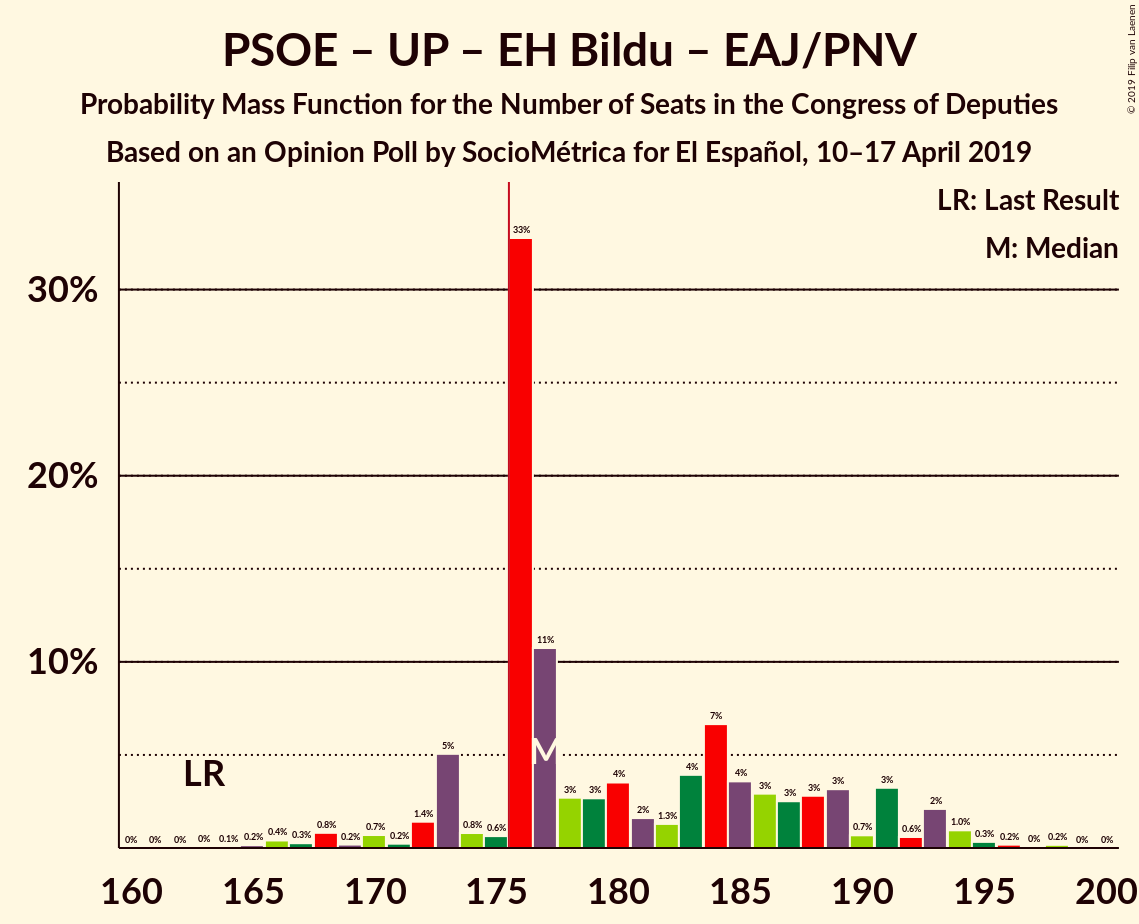 PSOE – UP – EH Bildu – EAJ/PNV
Probability Mass Function for the Number of Seats in the Congress of Deputies
Based on an Opinion Poll by SocioMétrica for El Español, 10–17 April 2019
© 2019 Filip van Laenen
LR: Last Result
M: Median
30%
20%
10%
LR
M
0% 0% 0% 0% 0.1% 0.2% 0.4% 0.3% 0.8% 0.2% 0.7% 0.2% 1.4% 5% 0.8% 0.6% 33% 11% 3% 3% 4% 2% 1.3% 4% 7% 4% 3% 3% 3% 3% 0.7% 3% 0.6% 2% 1.0% 0.3% 0.2% 0% 0.2% 0% 0%
160 165 170 175 180 185 190 195 200